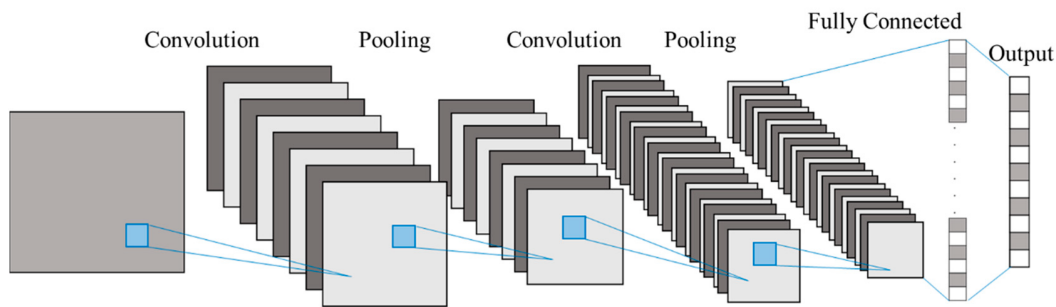 Convolution
Pooling
Convolution
Pooling
Fully Connected
Output